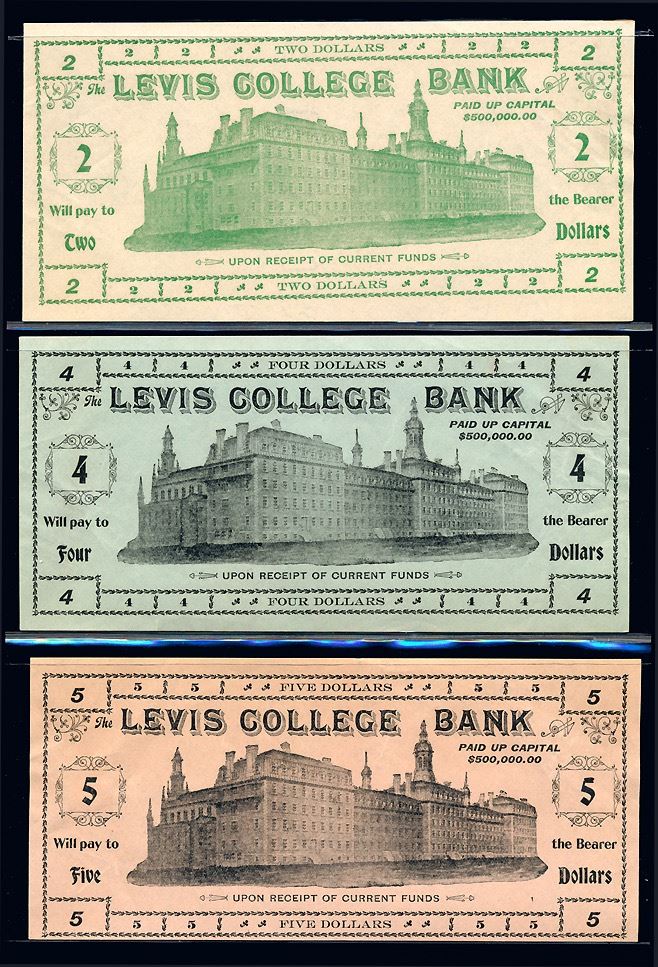 2 2 2 TWO DOLLARS 2 2 2
The LEVIS COLLEGE BANK
PAID UP CAPITAL
$500,000.00
2 2
Will pay to the Bearer
Two Dollars
UPON RECEIPT OF CURRENT FUNDS
2 2 2 TWO DOLLARS 2 2 2
4 4 4 FOUR DOLLARS 4 4 4
The LEVIS COLLEGE BANK
PAID UP CAPITAL
$500,000.00
4 4
Will pay to the Bearer
Four Dollars
UPON RECEIPT OF CURRENT FUNDS
4 4 4 FOUR DOLLARS 4 4 4
5 5 5 FIVE DOLLARS 5 5 5
The LEVIS COLLEGE BANK
PAID UP CAPITAL
$500,000.00
5 5
Will pay to the Bearer
Five Dollars
UPON RECEIPT OF CURRENT FUNDS
5 5 5 FIVE DOLLARS 5 5 5